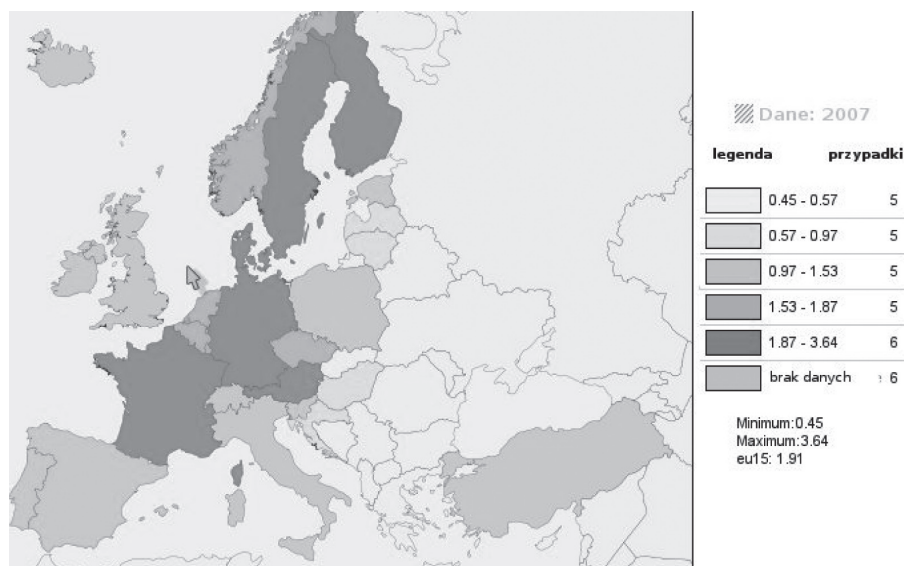 Dane: 2007
legenda przypadki
0.45 - 0.57 5
0.57 - 0.97 5
0.97 - 1.53 5
1.53 - 1.87 5
1.87 - 3.64 6
brak danych : 6
Minimum:0.45
Maximum:3.64
eu15: 1.91